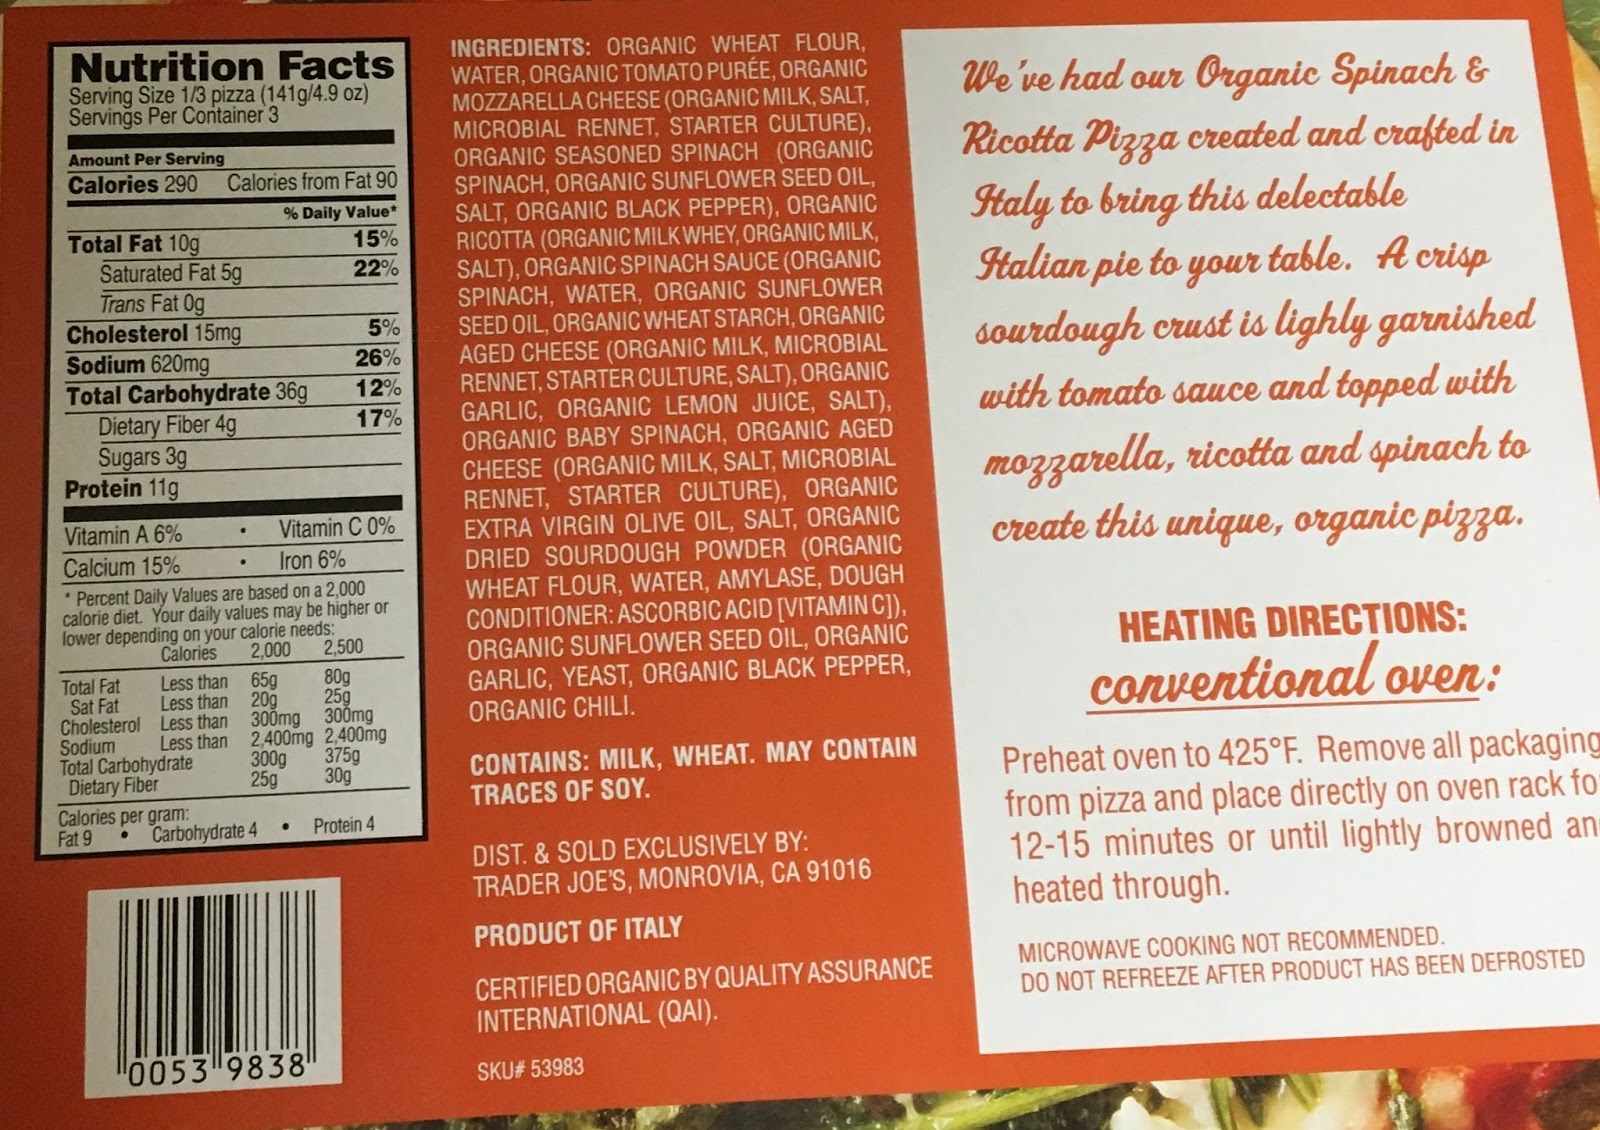 Nutrition Facts
Serving Size 1/3 pizza (141g/4.9 oz)
Servings Per Container 3
Amount Per Serving
Calories 290 Calories from Fat 90
% Daily Value*
Total Fat 10g 15%
Saturated Fat 5g 22%
Trans Fat 0g
Cholesterol 15mg 5%
Sodium 620mg 26%
Total Carbohydrate 36g 12%
Dietary Fiber 4g 17%
Sugars 3g
Protein 11g
Vitamin A 6% • Vitamin C 0%
Calcium 15% • Iron 6%
* Percent Daily Values are based on a 2,000
calorie diet. Your daily values may be higher or
lower depending on your calorie needs:
Calories 2,000 2,500
Total Fat Less than 65g 80g
Sat Fat Less than 20g 25g
Cholesterol Less than 300mg 300mg
Sodium Less than 2,400mg 2,400mg
Total Carbohydrate 300g 375g
Dietary Fiber 25g 30g
Calories per gram:
Fat 9 • Carbohydrate 4 • Protein 4
0053 9838
INGREDIENTS: ORGANIC WHEAT FLOUR,
WATER, ORGANIC TOMATO PURÉE, ORGANIC
MOZZARELLA CHEESE (ORGANIC MILK, SALT,
MICROBIAL RENNET, STARTER CULTURE),
ORGANIC SEASONED SPINACH (ORGANIC
SPINACH, ORGANIC SUNFLOWER SEED OIL,
SALT, ORGANIC BLACK PEPPER), ORGANIC
RICOTTA (ORGANIC MILK WHEY, ORGANIC MILK,
SALT), ORGANIC SPINACH SAUCE (ORGANIC
SPINACH, WATER, ORGANIC SUNFLOWER
SEED OIL, ORGANIC WHEAT STARCH, ORGANIC
AGED CHEESE (ORGANIC MILK, MICROBIAL
RENNET, STARTER CULTURE, SALT), ORGANIC
GARLIC, ORGANIC LEMON JUICE, SALT),
ORGANIC BABY SPINACH, ORGANIC AGED
CHEESE (ORGANIC MILK, SALT, MICROBIAL
RENNET, STARTER CULTURE), ORGANIC
EXTRA VIRGIN OLIVE OIL, SALT, ORGANIC
DRIED SOURDOUGH POWDER (ORGANIC
WHEAT FLOUR, WATER, AMYLASE, DOUGH
CONDITIONER: ASCORBIC ACID [VITAMIN C]),
ORGANIC SUNFLOWER SEED OIL, ORGANIC
GARLIC, YEAST, ORGANIC BLACK PEPPER,
ORGANIC CHILI.
CONTAINS: MILK, WHEAT. MAY CONTAIN
TRACES OF SOY.
DIST. & SOLD EXCLUSIVELY BY:
TRADER JOE'S, MONROVIA, CA 91016
PRODUCT OF ITALY
CERTIFIED ORGANIC BY QUALITY ASSURANCE
INTERNATIONAL (QAI).
SKU# 53983
We've had our Organic Spinach &
Ricotta Pizza created and crafted in
Italy to bring this delectable
Italian pie to your table. A crisp
sourdough crust is lighly garnished
with tomato sauce and topped with
mozzarella, ricotta and spinach to
create this unique, organic pizza.
HEATING DIRECTIONS:
conventional oven:
Preheat oven to 425°F. Remove all packaging
from pizza and place directly on oven rack fo
12-15 minutes or until lightly browned an
heated through.
MICROWAVE COOKING NOT RECOMMENDED.
DO NOT REFREEZE AFTER PRODUCT HAS BEEN DEFROSTED